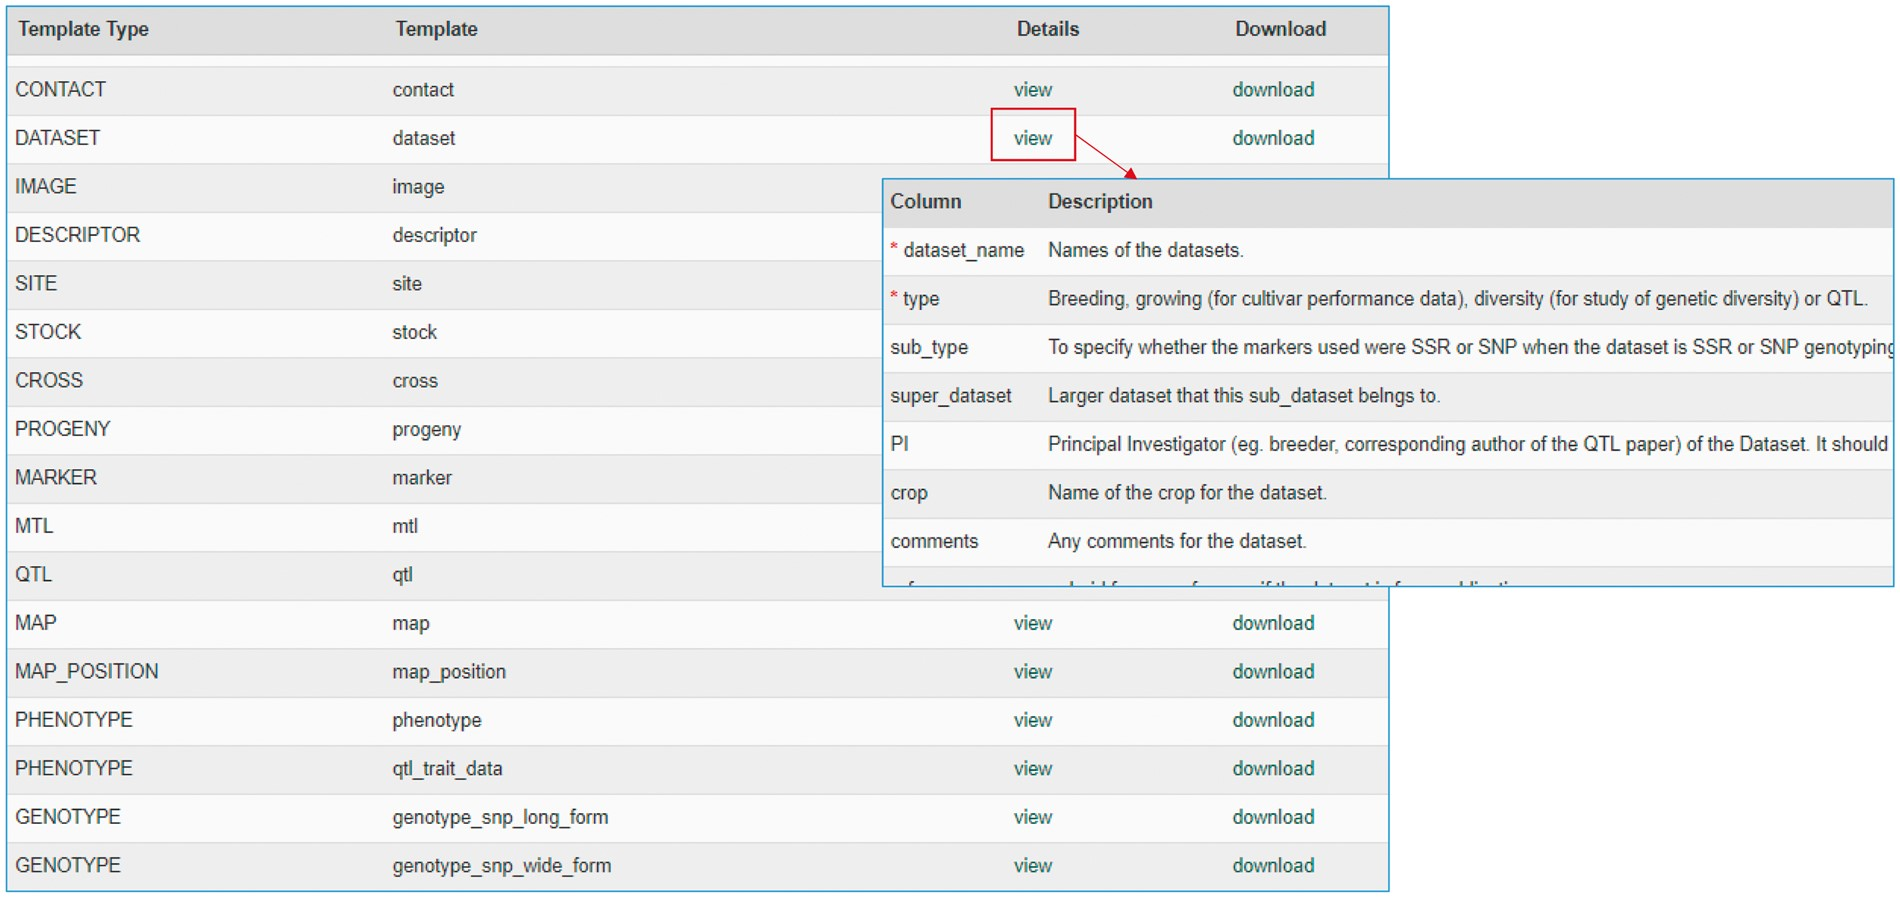 Template Type Template Details Download
CONTACT contact view download
DATASET dataset view download
IMAGE image
DESCRIPTOR descriptor
SITE site
STOCK stock
CROSS cross
PROGENY progeny
MARKER marker
MTL mtl
QTL qtl
MAP map view download
MAP_POSITION map_position view download
PHENOTYPE phenotype view download
PHENOTYPE qtl_trait_data view download
GENOTYPE genotype_snp_long_form view download
GENOTYPE genotype_snp_wide_form view download
Column Description
* dataset_name Names of the datasets.
* type Breeding, growing (for cultivar performance data), diversity (for study of genetic diversity) or QTL.
sub_type To specify whether the markers used were SSR or SNP when the dataset is SSR or SNP genotyping
super_dataset Larger dataset that this sub_dataset belngs to.
PI Principal Investigator (eg. breeder, corresponding author of the QTL paper) of the Dataset. It should
crop Name of the crop for the dataset.
comments Any comments for the dataset.